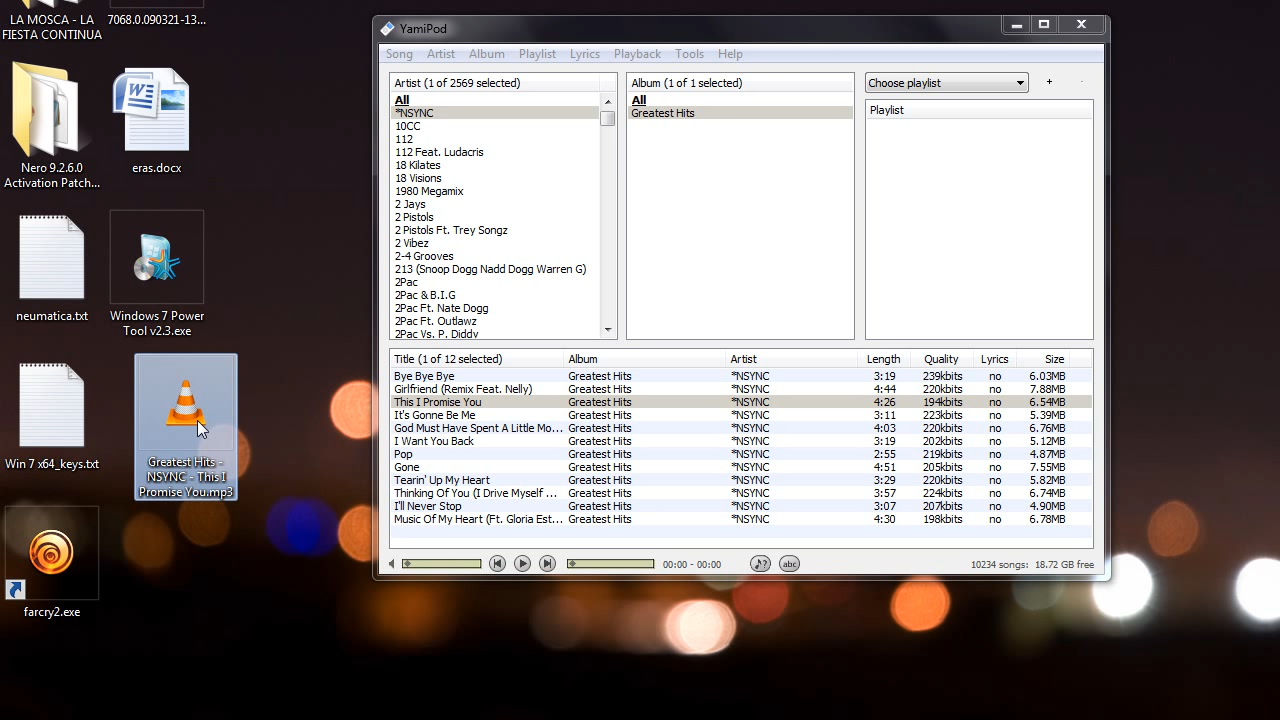 LA MOSCA - LA
FIESTA CONTINUA
7068.0.090321-13...
Nero 9.2.6.0
Activation Patch...
eras.docx
neumatica.txt
Windows 7 Power
Tool v2.3.exe
Win 7 x64_keys.txt
Greatest Hits -
NSYNC - This I
Promise You.mp3
farcry2.exe
YamiPod
Song Artist Album Playlist Lyrics Playback Tools Help
Artist (1 of 2569 selected)
All
*NSYNC
10CC
112
112 Feat. Ludacris
18 Kilates
18 Visions
1980 Megamix
2 Jays
2 Pistols
2 Pistols Ft. Trey Songz
2 Vibez
2-4 Grooves
213 (Snoop Dogg Nadd Dogg Warren G)
2Pac
2Pac & B.I.G
2Pac Ft. Nate Dogg
2Pac Ft. Outlawz
2Pac Vs. P. Diddy
Album (1 of 1 selected)
All
Greatest Hits
Choose playlist +
Playlist
Title (1 of 12 selected) Album Artist Length Quality Lyrics Size
Bye Bye Bye Greatest Hits *NSYNC 3:19 239kbits no 6.03MB
Girlfriend (Remix Feat. Nelly) Greatest Hits *NSYNC 4:44 220kbits no 7.88MB
This I Promise You Greatest Hits *NSYNC 4:26 194kbits no 6.54MB
It's Gonne Be Me Greatest Hits *NSYNC 3:11 223kbits no 5.39MB
God Must Have Spent A Little Mo... Greatest Hits *NSYNC 4:03 220kbits no 6.76MB
I Want You Back Greatest Hits *NSYNC 3:19 202kbits no 5.12MB
Pop Greatest Hits *NSYNC 2:55 219kbits no 4.87MB
Gone Greatest Hits *NSYNC 4:51 205kbits no 7.55MB
Tearin' Up My Heart Greatest Hits *NSYNC 3:29 220kbits no 5.82MB
Thinking Of You (I Drive Myself ... Greatest Hits *NSYNC 3:57 224kbits no 6.74MB
I'll Never Stop Greatest Hits *NSYNC 3:07 207kbits no 4.90MB
Music Of My Heart (Ft. Gloria Est... Greatest Hits *NSYNC 4:30 198kbits no 6.78MB
00:00 - 00:00 ♪? abc 10234 songs: 18.72 GB free